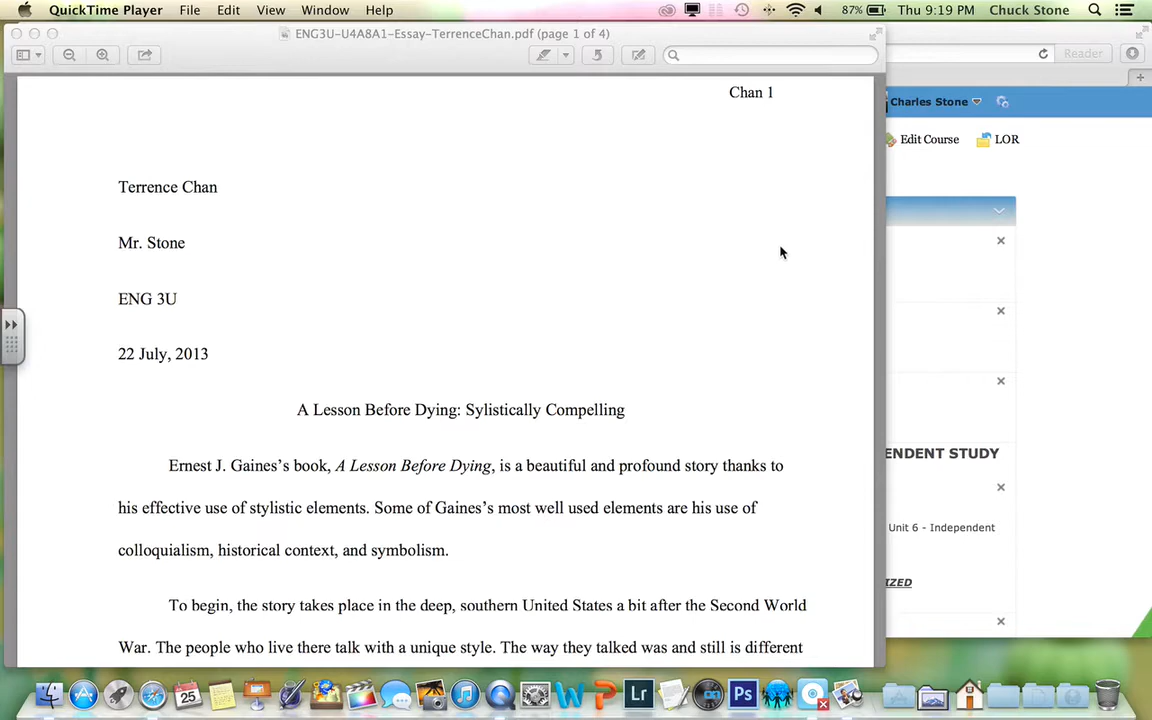 QuickTime Player File Edit View Window Help 87% Thu 9:19 PM Chuck Stone
ENG3U-U4A8A1-Essay-TerrenceChan.pdf (page 1 of 4)
Reader
Chan 1
Charles Stone
Edit Course LOR
Terrence Chan
Mr. Stone
ENG 3U
22 July, 2013
A Lesson Before Dying: Sylistically Compelling
Ernest J. Gaines's book, A Lesson Before Dying, is a beautiful and profound story thanks to
his effective use of stylistic elements. Some of Gaines's most well used elements are his use of
colloquialism, historical context, and symbolism.
To begin, the story takes place in the deep, southern United States a bit after the Second World
War. The people who live there talk with a unique style. The way they talked was and still is different
ENDENT STUDY
Unit 6 - Independent
IZED
25
Lr
Ps